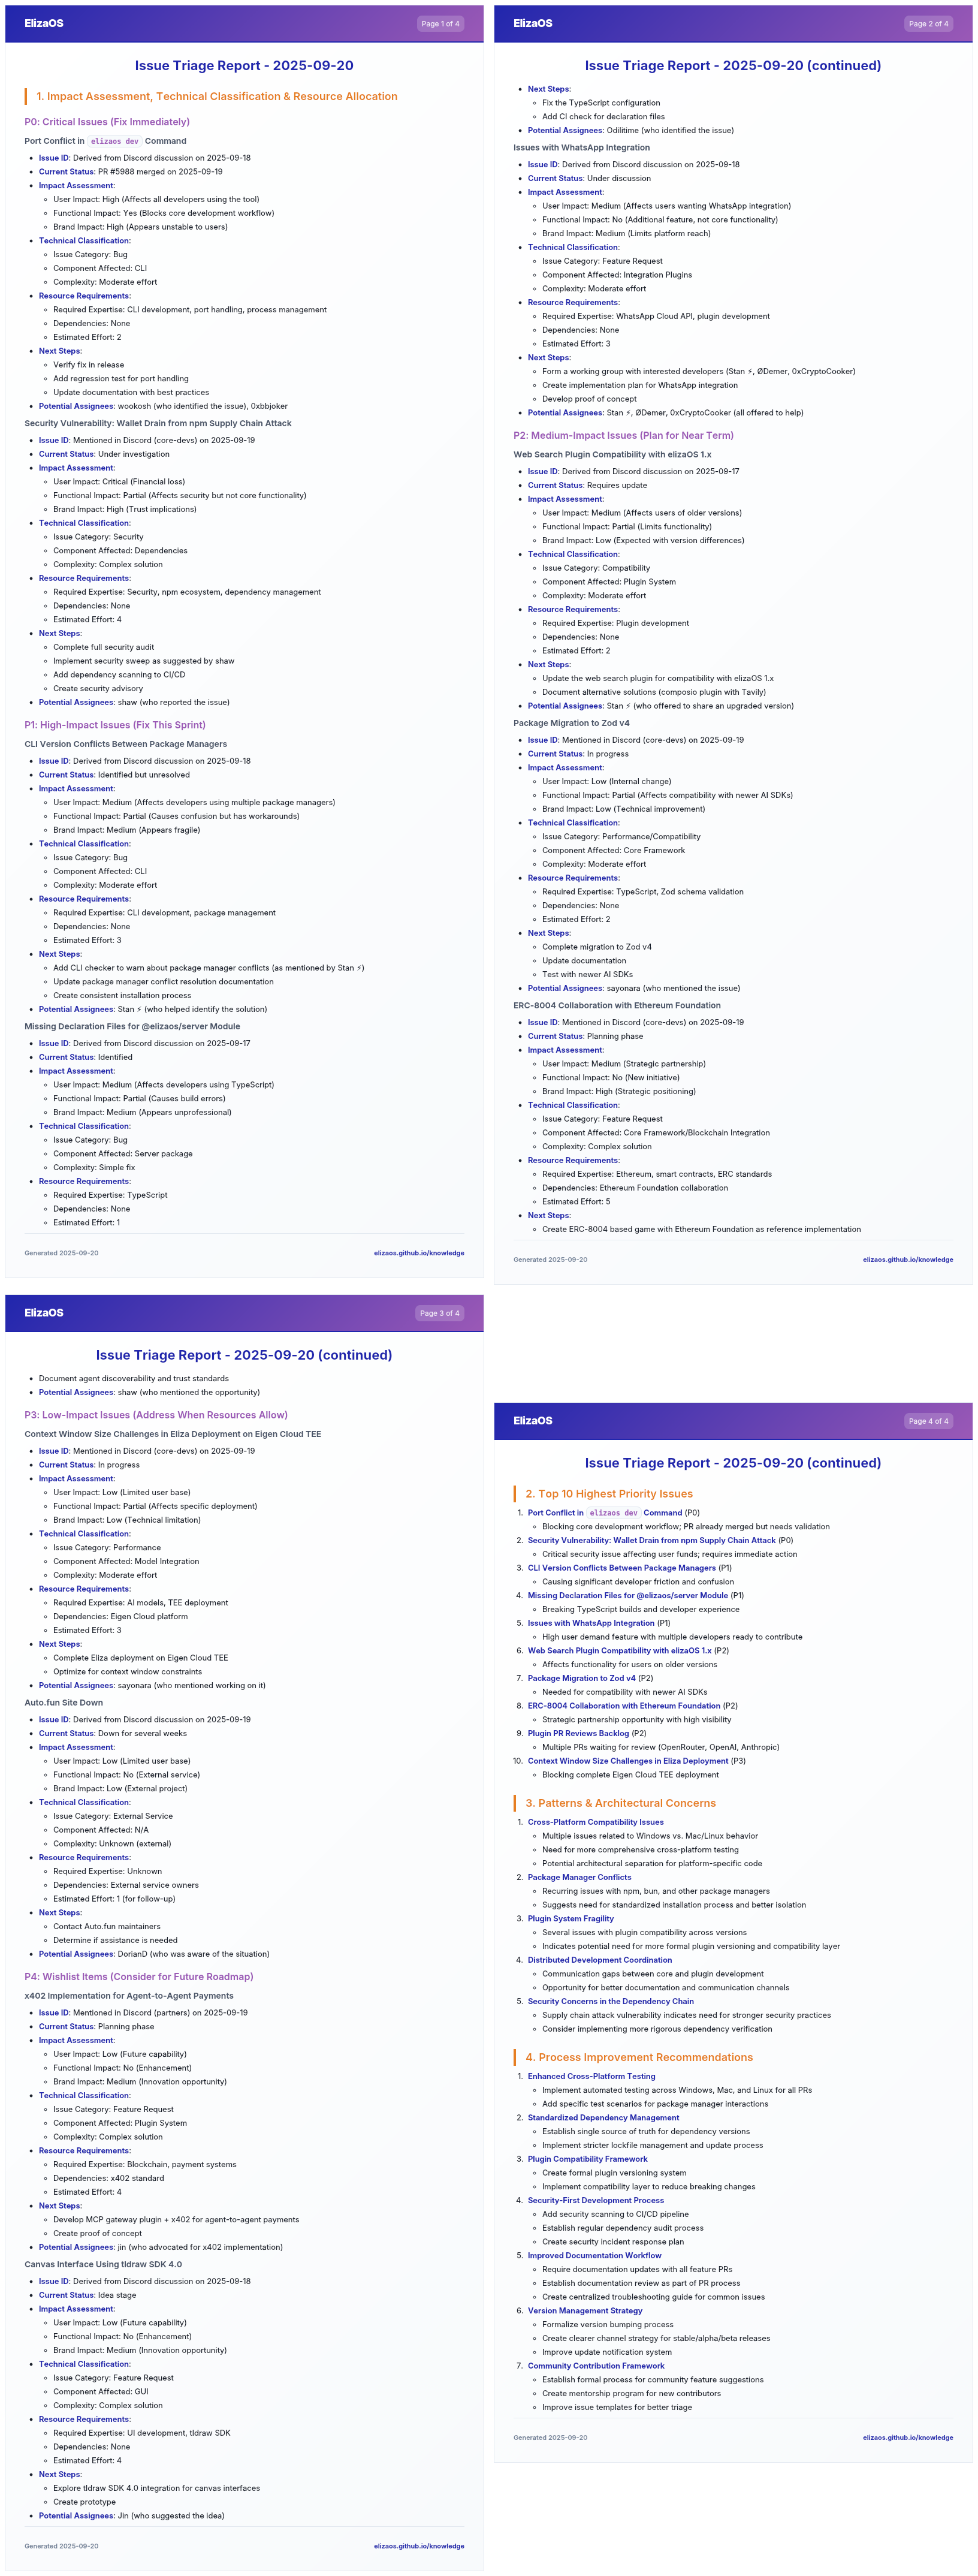 ElizaOS
Page 1 of 4
Issue Triage Report - 2025-09-20
1. Impact Assessment, Technical Classification & Resource Allocation
P0: Critical Issues (Fix Immediately)
Port Conflict in elizaos dev Command
• Issue ID: Derived from Discord discussion on 2025-09-18
• Current Status: PR #5988 merged on 2025-09-19
• Impact Assessment:
◦ User Impact: High (Affects all developers using the tool)
◦ Functional Impact: Yes (Blocks core development workflow)
◦ Brand Impact: High (Appears unstable to users)
• Technical Classification:
◦ Issue Category: Bug
◦ Component Affected: CLI
◦ Complexity: Moderate effort
• Resource Requirements:
◦ Required Expertise: CLI development, port handling, process management
◦ Dependencies: None
◦ Estimated Effort: 2
• Next Steps:
◦ Verify fix in release
◦ Add regression test for port handling
◦ Update documentation with best practices
• Potential Assignees: wookosh (who identified the issue), 0xbbjoker
Security Vulnerability: Wallet Drain from npm Supply Chain Attack
• Issue ID: Mentioned in Discord (core-devs) on 2025-09-19
• Current Status: Under investigation
• Impact Assessment:
◦ User Impact: Critical (Financial loss)
◦ Functional Impact: Partial (Affects security but not core functionality)
◦ Brand Impact: High (Trust implications)
• Technical Classification:
◦ Issue Category: Security
◦ Component Affected: Dependencies
◦ Complexity: Complex solution
• Resource Requirements:
◦ Required Expertise: Security, npm ecosystem, dependency management
◦ Dependencies: None
◦ Estimated Effort: 4
• Next Steps:
◦ Complete full security audit
◦ Implement security sweep as suggested by shaw
◦ Add dependency scanning to CI/CD
◦ Create security advisory
• Potential Assignees: shaw (who reported the issue)
P1: High-Impact Issues (Fix This Sprint)
CLI Version Conflicts Between Package Managers
• Issue ID: Derived from Discord discussion on 2025-09-18
• Current Status: Identified but unresolved
• Impact Assessment:
◦ User Impact: Medium (Affects developers using multiple package managers)
◦ Functional Impact: Partial (Causes confusion but has workarounds)
◦ Brand Impact: Medium (Appears fragile)
• Technical Classification:
◦ Issue Category: Bug
◦ Component Affected: CLI
◦ Complexity: Moderate effort
• Resource Requirements:
◦ Required Expertise: CLI development, package management
◦ Dependencies: None
◦ Estimated Effort: 3
• Next Steps:
◦ Add CLI checker to warn about package manager conflicts (as mentioned by Stan ⚡)
◦ Update package manager conflict resolution documentation
◦ Create consistent installation process
• Potential Assignees: Stan ⚡ (who helped identify the solution)
Missing Declaration Files for @elizaos/server Module
• Issue ID: Derived from Discord discussion on 2025-09-17
• Current Status: Identified
• Impact Assessment:
◦ User Impact: Medium (Affects developers using TypeScript)
◦ Functional Impact: Partial (Causes build errors)
◦ Brand Impact: Medium (Appears unprofessional)
• Technical Classification:
◦ Issue Category: Bug
◦ Component Affected: Server package
◦ Complexity: Simple fix
• Resource Requirements:
◦ Required Expertise: TypeScript
◦ Dependencies: None
◦ Estimated Effort: 1
Generated 2025-09-20
elizaos.github.io/knowledge
ElizaOS
Page 2 of 4
Issue Triage Report - 2025-09-20 (continued)
• Next Steps:
◦ Fix the TypeScript configuration
◦ Add CI check for declaration files
• Potential Assignees: Odilitime (who identified the issue)
Issues with WhatsApp Integration
• Issue ID: Derived from Discord discussion on 2025-09-18
• Current Status: Under discussion
• Impact Assessment:
◦ User Impact: Medium (Affects users wanting WhatsApp integration)
◦ Functional Impact: No (Additional feature, not core functionality)
◦ Brand Impact: Medium (Limits platform reach)
• Technical Classification:
◦ Issue Category: Feature Request
◦ Component Affected: Integration Plugins
◦ Complexity: Moderate effort
• Resource Requirements:
◦ Required Expertise: WhatsApp Cloud API, plugin development
◦ Dependencies: None
◦ Estimated Effort: 3
• Next Steps:
◦ Form a working group with interested developers (Stan ⚡, ØDemer, 0xCryptoCooker)
◦ Create implementation plan for WhatsApp integration
◦ Develop proof of concept
• Potential Assignees: Stan ⚡, ØDemer, 0xCryptoCooker (all offered to help)
P2: Medium-Impact Issues (Plan for Near Term)
Web Search Plugin Compatibility with elizaOS 1.x
• Issue ID: Derived from Discord discussion on 2025-09-17
• Current Status: Requires update
• Impact Assessment:
◦ User Impact: Medium (Affects users of older versions)
◦ Functional Impact: Partial (Limits functionality)
◦ Brand Impact: Low (Expected with version differences)
• Technical Classification:
◦ Issue Category: Compatibility
◦ Component Affected: Plugin System
◦ Complexity: Moderate effort
• Resource Requirements:
◦ Required Expertise: Plugin development
◦ Dependencies: None
◦ Estimated Effort: 2
• Next Steps:
◦ Update the web search plugin for compatibility with elizaOS 1.x
◦ Document alternative solutions (composio plugin with Tavily)
• Potential Assignees: Stan ⚡ (who offered to share an upgraded version)
Package Migration to Zod v4
• Issue ID: Mentioned in Discord (core-devs) on 2025-09-19
• Current Status: In progress
• Impact Assessment:
◦ User Impact: Low (Internal change)
◦ Functional Impact: Partial (Affects compatibility with newer AI SDKs)
◦ Brand Impact: Low (Technical improvement)
• Technical Classification:
◦ Issue Category: Performance/Compatibility
◦ Component Affected: Core Framework
◦ Complexity: Moderate effort
• Resource Requirements:
◦ Required Expertise: TypeScript, Zod schema validation
◦ Dependencies: None
◦ Estimated Effort: 2
• Next Steps:
◦ Complete migration to Zod v4
◦ Update documentation
◦ Test with newer AI SDKs
• Potential Assignees: sayonara (who mentioned the issue)
ERC-8004 Collaboration with Ethereum Foundation
• Issue ID: Mentioned in Discord (core-devs) on 2025-09-19
• Current Status: Planning phase
• Impact Assessment:
◦ User Impact: Medium (Strategic partnership)
◦ Functional Impact: No (New initiative)
◦ Brand Impact: High (Strategic positioning)
• Technical Classification:
◦ Issue Category: Feature Request
◦ Component Affected: Core Framework/Blockchain Integration
◦ Complexity: Complex solution
• Resource Requirements:
◦ Required Expertise: Ethereum, smart contracts, ERC standards
◦ Dependencies: Ethereum Foundation collaboration
◦ Estimated Effort: 5
• Next Steps:
◦ Create ERC-8004 based game with Ethereum Foundation as reference implementation
Generated 2025-09-20
elizaos.github.io/knowledge
ElizaOS
Page 3 of 4
Issue Triage Report - 2025-09-20 (continued)
• Document agent discoverability and trust standards
• Potential Assignees: shaw (who mentioned the opportunity)
P3: Low-Impact Issues (Address When Resources Allow)
Context Window Size Challenges in Eliza Deployment on Eigen Cloud TEE
• Issue ID: Mentioned in Discord (core-devs) on 2025-09-19
• Current Status: In progress
• Impact Assessment:
◦ User Impact: Low (Limited user base)
◦ Functional Impact: Partial (Affects specific deployment)
◦ Brand Impact: Low (Technical limitation)
• Technical Classification:
◦ Issue Category: Performance
◦ Component Affected: Model Integration
◦ Complexity: Moderate effort
• Resource Requirements:
◦ Required Expertise: AI models, TEE deployment
◦ Dependencies: Eigen Cloud platform
◦ Estimated Effort: 3
• Next Steps:
◦ Complete Eliza deployment on Eigen Cloud TEE
◦ Optimize for context window constraints
• Potential Assignees: sayonara (who mentioned working on it)
Auto.fun Site Down
• Issue ID: Derived from Discord discussion on 2025-09-19
• Current Status: Down for several weeks
• Impact Assessment:
◦ User Impact: Low (Limited user base)
◦ Functional Impact: No (External service)
◦ Brand Impact: Low (External project)
• Technical Classification:
◦ Issue Category: External Service
◦ Component Affected: N/A
◦ Complexity: Unknown (external)
• Resource Requirements:
◦ Required Expertise: Unknown
◦ Dependencies: External service owners
◦ Estimated Effort: 1 (for follow-up)
• Next Steps:
◦ Contact Auto.fun maintainers
◦ Determine if assistance is needed
• Potential Assignees: DorianD (who was aware of the situation)
P4: Wishlist Items (Consider for Future Roadmap)
x402 Implementation for Agent-to-Agent Payments
• Issue ID: Mentioned in Discord (partners) on 2025-09-19
• Current Status: Planning phase
• Impact Assessment:
◦ User Impact: Low (Future capability)
◦ Functional Impact: No (Enhancement)
◦ Brand Impact: Medium (Innovation opportunity)
• Technical Classification:
◦ Issue Category: Feature Request
◦ Component Affected: Plugin System
◦ Complexity: Complex solution
• Resource Requirements:
◦ Required Expertise: Blockchain, payment systems
◦ Dependencies: x402 standard
◦ Estimated Effort: 4
• Next Steps:
◦ Develop MCP gateway plugin + x402 for agent-to-agent payments
◦ Create proof of concept
• Potential Assignees: jin (who advocated for x402 implementation)
Canvas Interface Using tldraw SDK 4.0
• Issue ID: Derived from Discord discussion on 2025-09-18
• Current Status: Idea stage
• Impact Assessment:
◦ User Impact: Low (Future capability)
◦ Functional Impact: No (Enhancement)
◦ Brand Impact: Medium (Innovation opportunity)
• Technical Classification:
◦ Issue Category: Feature Request
◦ Component Affected: GUI
◦ Complexity: Complex solution
• Resource Requirements:
◦ Required Expertise: UI development, tldraw SDK
◦ Dependencies: None
◦ Estimated Effort: 4
• Next Steps:
◦ Explore tldraw SDK 4.0 integration for canvas interfaces
◦ Create prototype
• Potential Assignees: Jin (who suggested the idea)
Generated 2025-09-20
elizaos.github.io/knowledge
ElizaOS
Page 4 of 4
Issue Triage Report - 2025-09-20 (continued)
2. Top 10 Highest Priority Issues
1. Port Conflict in elizaos dev Command (P0)
◦ Blocking core development workflow; PR already merged but needs validation
2. Security Vulnerability: Wallet Drain from npm Supply Chain Attack (P0)
◦ Critical security issue affecting user funds; requires immediate action
3. CLI Version Conflicts Between Package Managers (P1)
◦ Causing significant developer friction and confusion
4. Missing Declaration Files for @elizaos/server Module (P1)
◦ Breaking TypeScript builds and developer experience
5. Issues with WhatsApp Integration (P1)
◦ High user demand feature with multiple developers ready to contribute
6. Web Search Plugin Compatibility with elizaOS 1.x (P2)
◦ Affects functionality for users on older versions
7. Package Migration to Zod v4 (P2)
◦ Needed for compatibility with newer AI SDKs
8. ERC-8004 Collaboration with Ethereum Foundation (P2)
◦ Strategic partnership opportunity with high visibility
9. Plugin PR Reviews Backlog (P2)
◦ Multiple PRs waiting for review (OpenRouter, OpenAI, Anthropic)
10. Context Window Size Challenges in Eliza Deployment (P3)
◦ Blocking complete Eigen Cloud TEE deployment
3. Patterns & Architectural Concerns
1. Cross-Platform Compatibility Issues
◦ Multiple issues related to Windows vs. Mac/Linux behavior
◦ Need for more comprehensive cross-platform testing
◦ Potential architectural separation for platform-specific code
2. Package Manager Conflicts
◦ Recurring issues with npm, bun, and other package managers
◦ Suggests need for standardized installation process and better isolation
3. Plugin System Fragility
◦ Several issues with plugin compatibility across versions
◦ Indicates potential need for more formal plugin versioning and compatibility layer
4. Distributed Development Coordination
◦ Communication gaps between core and plugin development
◦ Opportunity for better documentation and communication channels
5. Security Concerns in the Dependency Chain
◦ Supply chain attack vulnerability indicates need for stronger security practices
◦ Consider implementing more rigorous dependency verification
4. Process Improvement Recommendations
1. Enhanced Cross-Platform Testing
◦ Implement automated testing across Windows, Mac, and Linux for all PRs
◦ Add specific test scenarios for package manager interactions
2. Standardized Dependency Management
◦ Establish single source of truth for dependency versions
◦ Implement stricter lockfile management and update process
3. Plugin Compatibility Framework
◦ Create formal plugin versioning system
◦ Implement compatibility layer to reduce breaking changes
4. Security-First Development Process
◦ Add security scanning to CI/CD pipeline
◦ Establish regular dependency audit process
◦ Create security incident response plan
5. Improved Documentation Workflow
◦ Require documentation updates with all feature PRs
◦ Establish documentation review as part of PR process
◦ Create centralized troubleshooting guide for common issues
6. Version Management Strategy
◦ Formalize version bumping process
◦ Create clearer channel strategy for stable/alpha/beta releases
◦ Improve update notification system
7. Community Contribution Framework
◦ Establish formal process for community feature suggestions
◦ Create mentorship program for new contributors
◦ Improve issue templates for better triage
Generated 2025-09-20
elizaos.github.io/knowledge